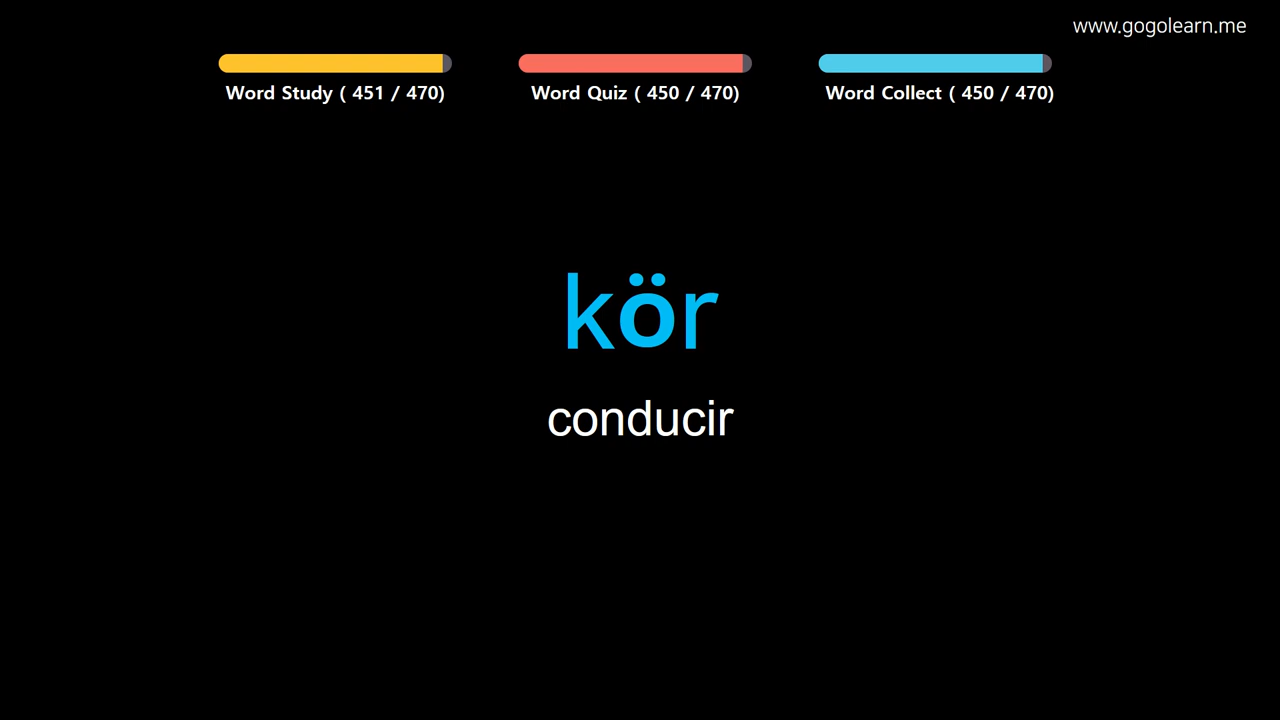 www.gogolearn.me
Word Study ( 451 / 470)
Word Quiz ( 450 / 470)
Word Collect ( 450 / 470)
kör
conducir